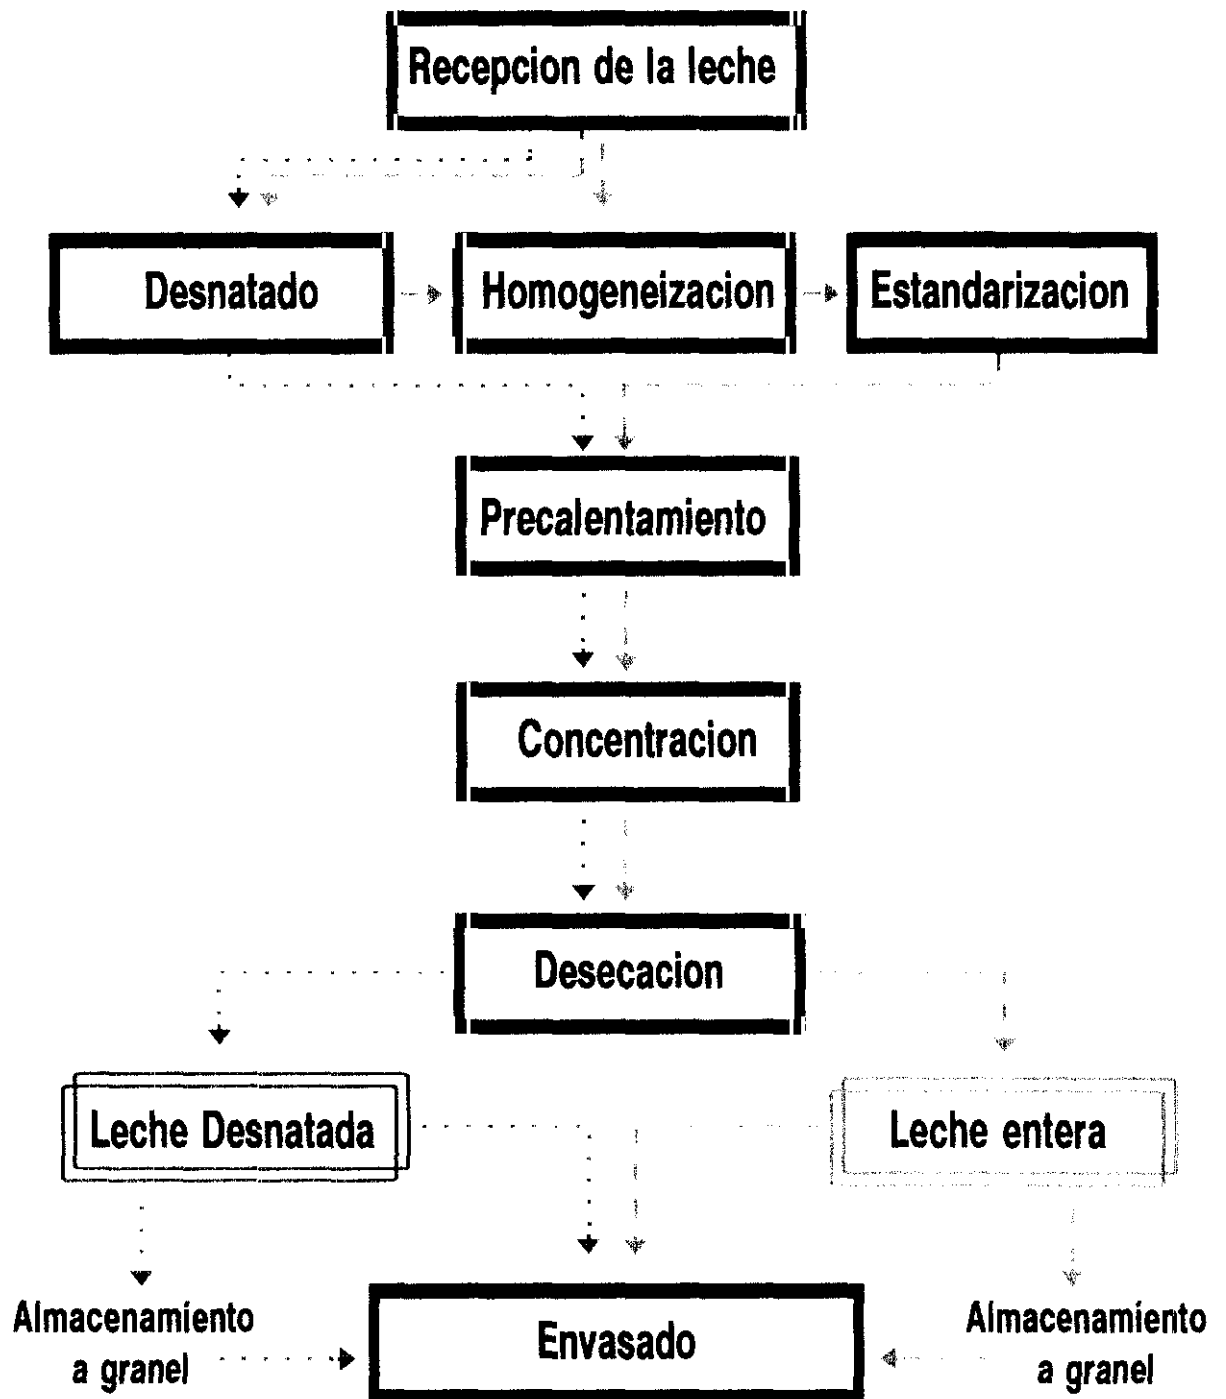 Recepcion de la leche
Desnatado
Homogeneizacion
Estandarizacion
Precalentamiento
Concentracion
Desecacion
Leche Desnatada
Leche entera
Almacenamiento
a granel
Envasado
Almacenamiento
a granel